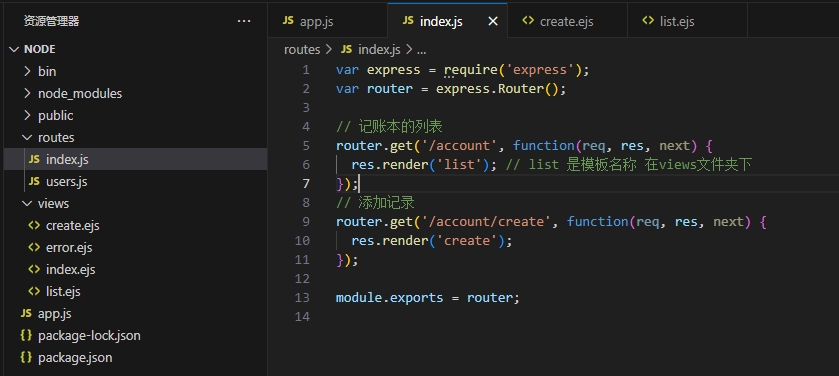 资源管理器
NODE
bin
node_modules
public
routes
JS index.js
JS users.js
views
<> create.ejs
<> error.ejs
<> index.ejs
<> list.ejs
JS app.js
{} package-lock.json
{} package.json
JS app.js JS index.js × <> create.ejs <> list.ejs
routes > JS index.js > ...
1 var express = require('express');
2 var router = express.Router();
3
4 // 记账本的列表
5 router.get('/account', function(req, res, next) {
6 res.render('list'); // list 是模板名称 在views文件夹下
7 });
8 // 添加记录
9 router.get('/account/create', function(req, res, next) {
10 res.render('create');
11 });
12
13 module.exports = router;
14